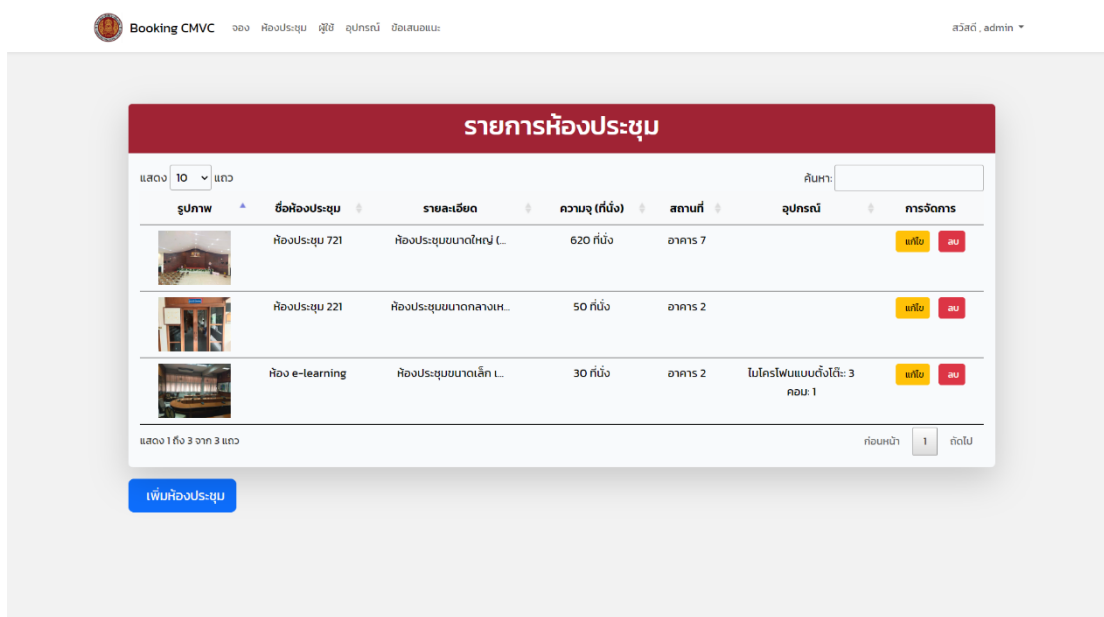 Booking CMVC จอง ห้องประชุม ผู้ใช้ อุปกรณ์ ข้อเสนอแนะ สวัสดี , admin
รายการห้องประชุม
แสดง 10 แถว ค้นหา:
รูปภาพ ชื่อห้องประชุม รายละเอียด ความจุ (ที่นั่ง) สถานที่ อุปกรณ์ การจัดการ
ห้องประชุม 721 ห้องประชุมขนาดใหญ่ (... 620 ที่นั่ง อาคาร 7 แก้ไข ลบ
ห้องประชุม 221 ห้องประชุมขนาดกลางเห... 50 ที่นั่ง อาคาร 2 แก้ไข ลบ
ห้อง e-learning ห้องประชุมขนาดเล็ก เ... 30 ที่นั่ง อาคาร 2 ไมโครโฟนแบบตั้งโต๊ะ: 3 แก้ไข ลบ
คอม: 1
แสดง 1 ถึง 3 จาก 3 แถว ก่อนหน้า 1 ถัดไป
เพิ่มห้องประชุม